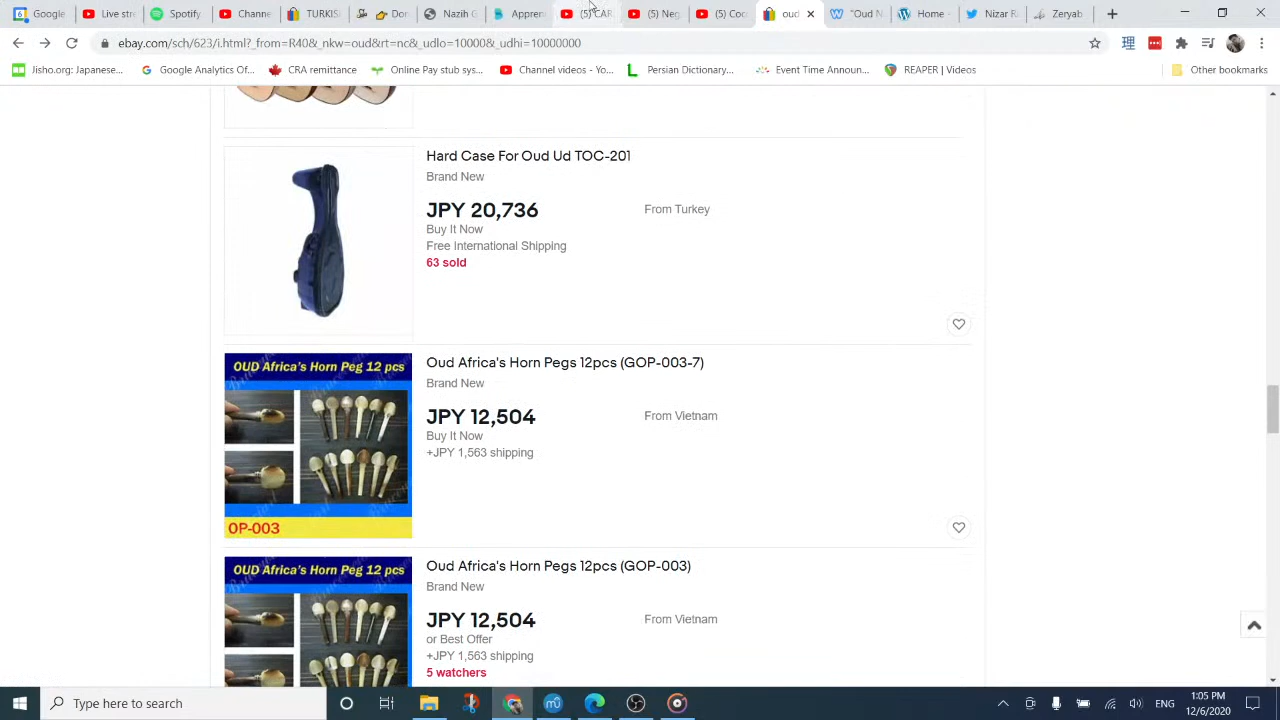 Google
Live st
Spotify
Channe
TURKIS
Do
Nego
Appren
(5) CAR
(5) Neg
(5) Coc
oud
"Oud N
Welcom
Nizar R
Al Zahra
ebay.com/sch/623/i.html?_from=R40&_nkw=oud&rt=nc&_udlo=10000&_udhi=10000000
Jisho.org: Japanese...
Google Analytics Of...
CRA remittance
Online Pay stub sys...
Channel videos - Yo...
Persian Dictionary...
Event Time Announ...
REAPER | Videos
Other bookmarks
Hard Case For Oud Ud TOC-201
Brand New
JPY 20,736
From Turkey
Buy It Now
Free International Shipping
63 sold
OUD Africa's Horn Peg 12 pcs
OP-003
Oud Africa's Horn Pegs 12pcs (GOP-003-7)
Brand New
JPY 12,504
From Vietnam
Buy It Now
+JPY 1,563 shipping
OUD Africa's Horn Peg 12 pcs
Oud Africa's Horn Pegs 12pcs (GOP-003)
Brand New
JPY 12,504
From Vietnam
or Best Offer
+JPY 1,563 shipping
5 watchers
Type here to search
ENG
1:05 PM
12/6/2020